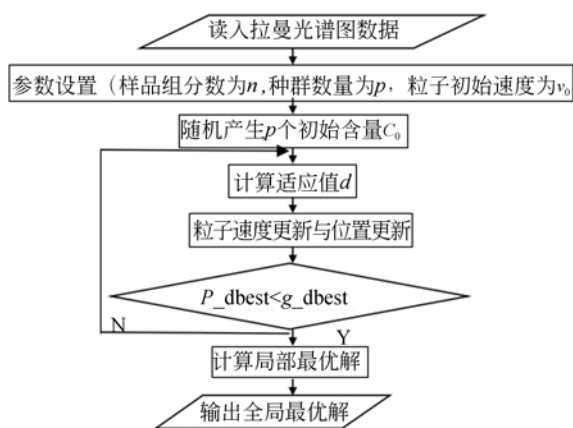 读入拉曼光谱图数据
参数设置（样品组分数为n,种群数量为p，粒子初始速度为v₀
随机产生p个初始含量C₀
计算适应值d
粒子速度更新与位置更新
P_dbest<g_dbest
N
Y
计算局部最优解
输出全局最优解